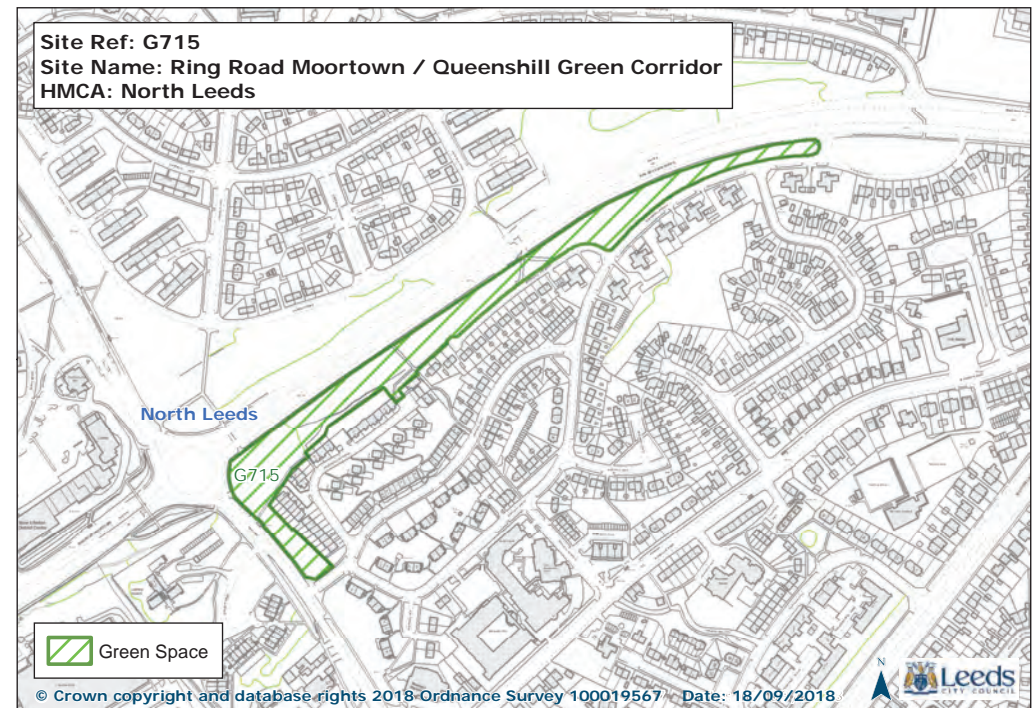 Site Ref: G715
Site Name: Ring Road Moortown / Queenshill Green Corridor
HMCA: North Leeds
North Leeds
G715
Green Space
N
© Crown copyright and database rights 2018 Ordnance Survey 100019567 Date: 18/09/2018
Leeds
CITY COUNCIL